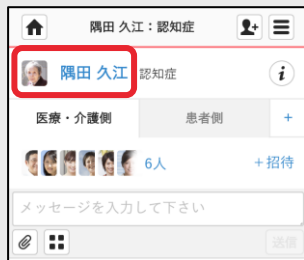 隅田 久江：認知症
隅田 久江 認知症
医療・介護側 患者側 +
6人 +招待
メッセージを入力して下さい
送信